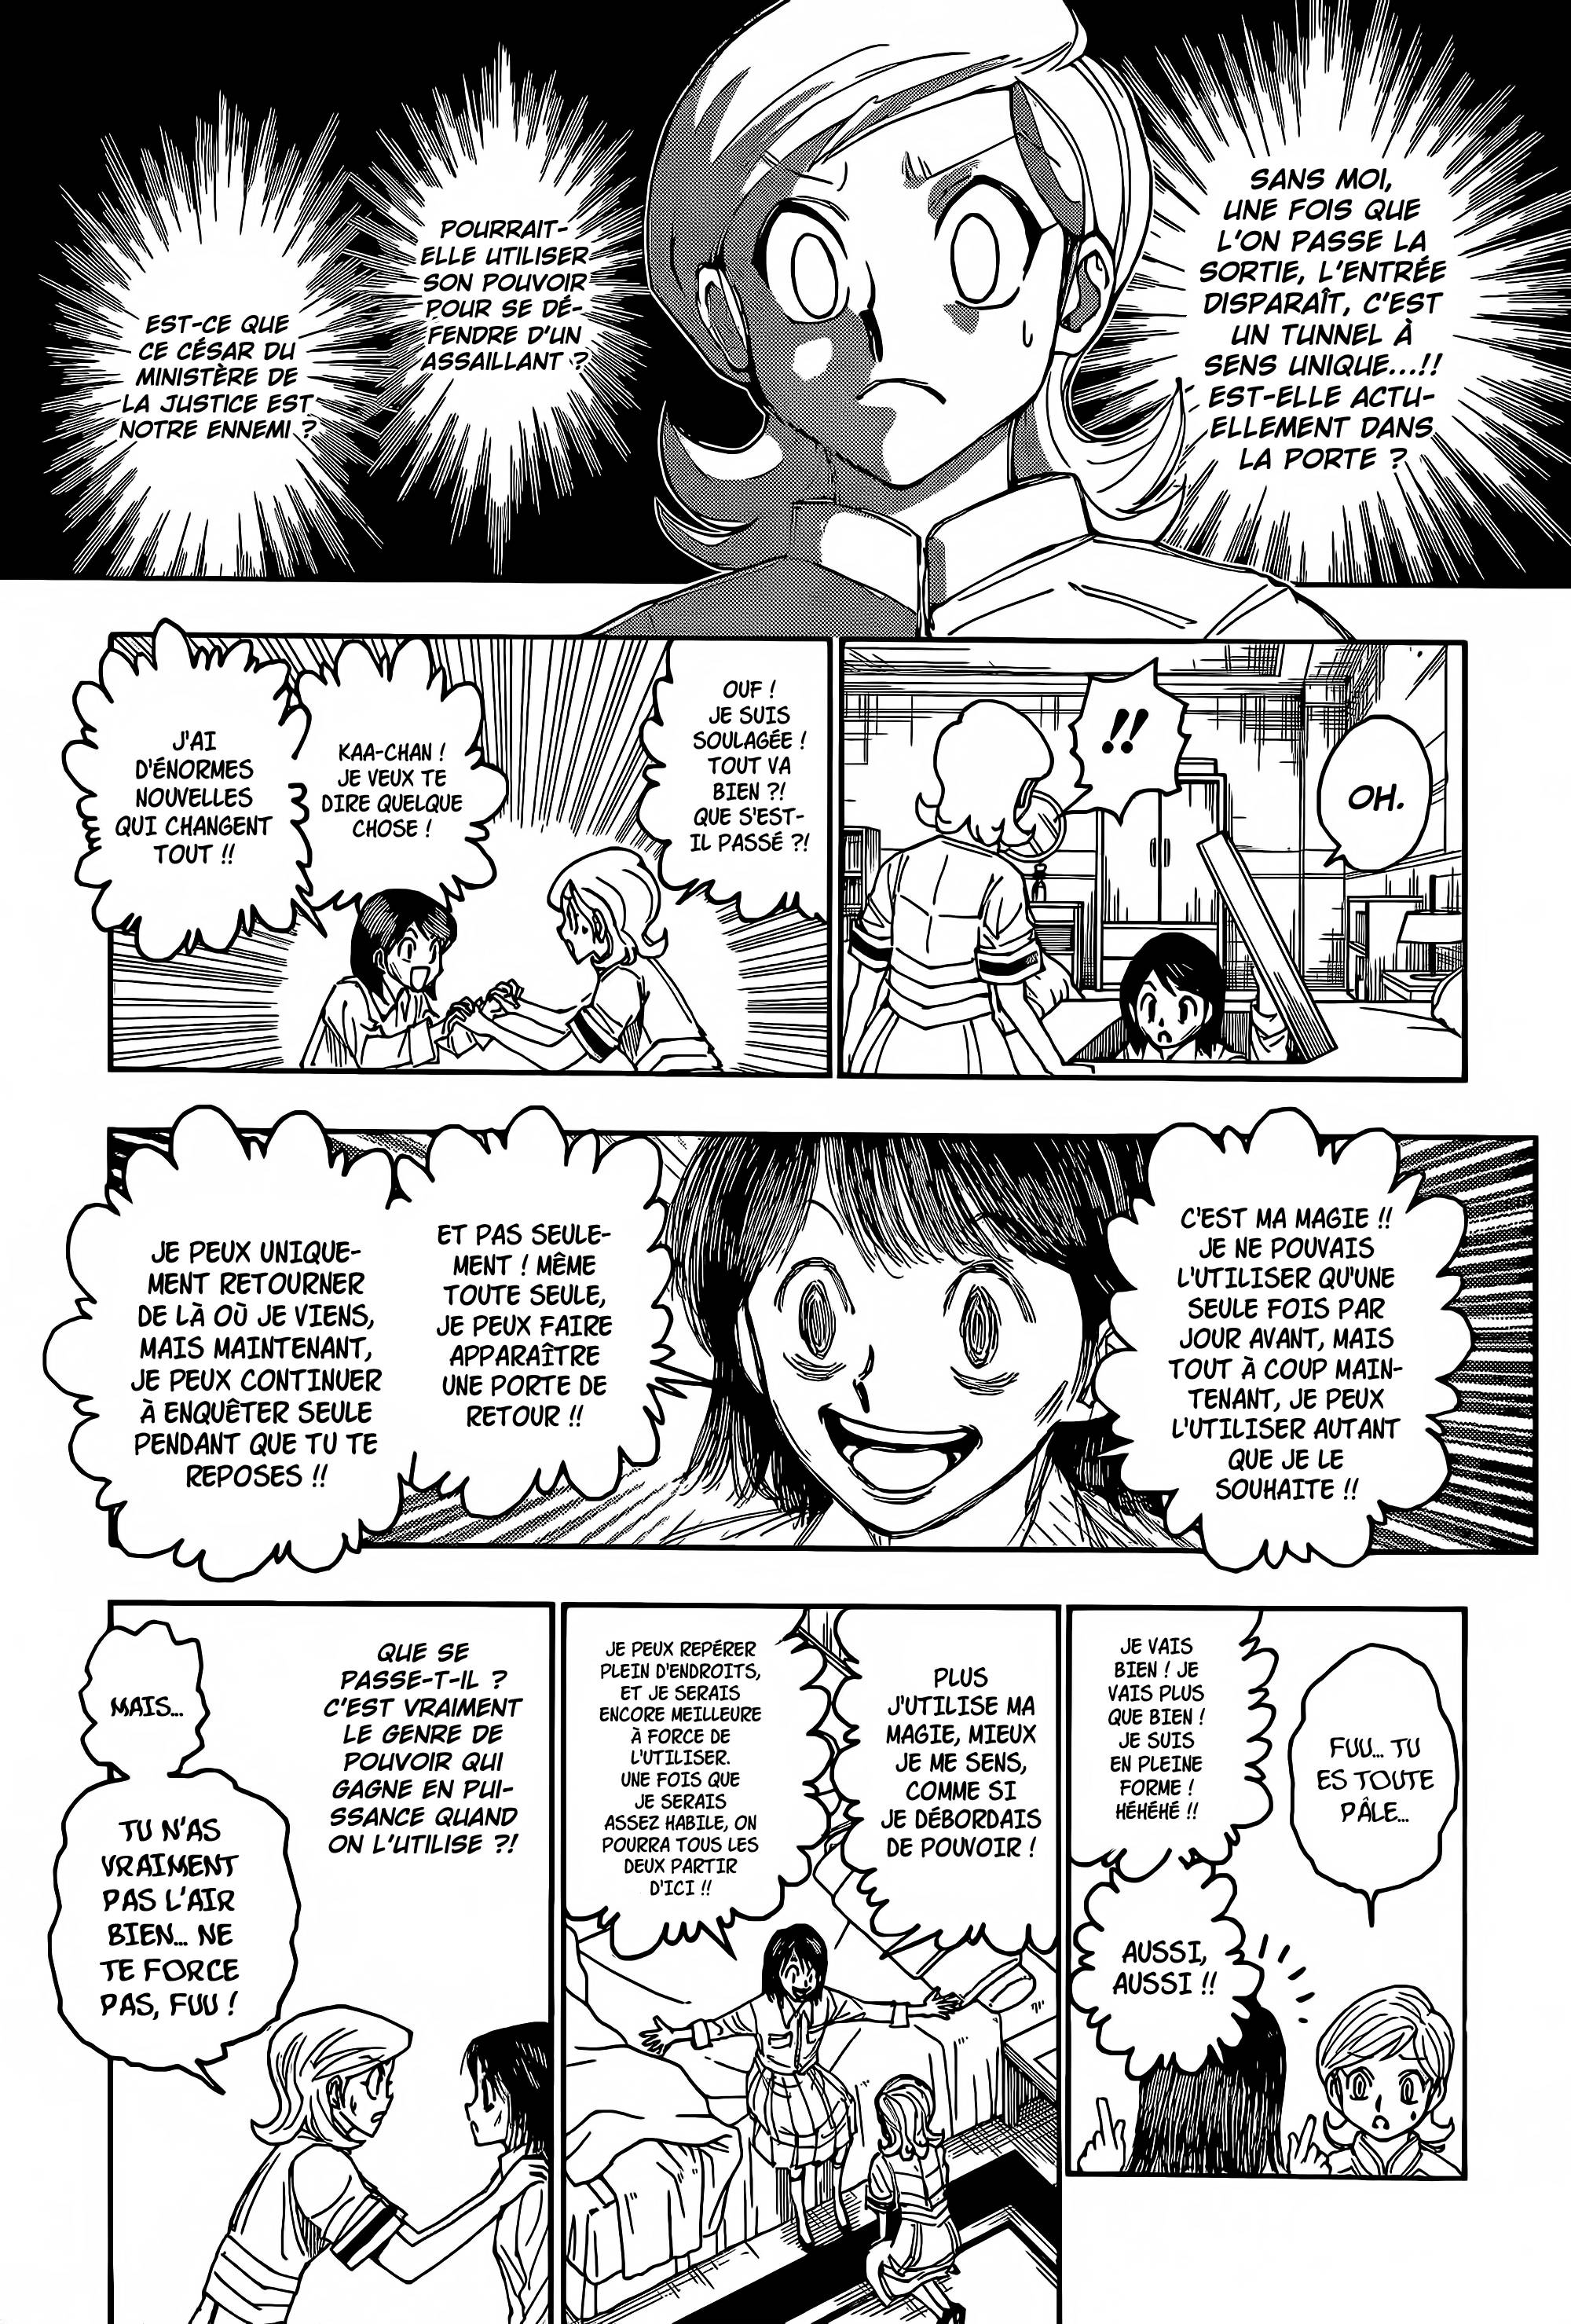 SANS MOI,
UNE FOIS QUE
L'ON PASSE LA
SORTIE, L'ENTRÉE
DISPARAÎT, C'EST
UN TUNNEL À
SENS UNIQUE...!!
EST-ELLE ACTU-
ELLEMENT DANS
LA PORTE ?
POURRAIT-
ELLE UTILISER
SON POUVOIR
POUR SE DÉ-
FENDRE D'UN
ASSAILLANT ?
EST-CE QUE
CE CÉSAR DU
MINISTÈRE DE
LA JUSTICE EST
NOTRE ENNEMI ?
OH.
!!
OUF !
JE SUIS
SOULAGÉE !
TOUT VA
BIEN ?!
QUE S'EST-
IL PASSÉ ?!
KAA-CHAN !
JE VEUX TE
DIRE QUELQUE
CHOSE !
J'AI
D'ÉNORMES
NOUVELLES
QUI CHANGENT
TOUT !!
C'EST MA MAGIE !!
JE NE POUVAIS
L'UTILISER QU'UNE
SEULE FOIS PAR
JOUR AVANT, MAIS
TOUT À COUP MAIN-
TENANT, JE PEUX
L'UTILISER AUTANT
QUE JE LE
SOUHAITE !!
ET PAS SEULE-
MENT ! MÊME
TOUTE SEULE,
JE PEUX FAIRE
APPARAÎTRE
UNE PORTE DE
RETOUR !!
JE PEUX UNIQUE-
MENT RETOURNER
DE LÀ OÙ JE VIENS,
MAIS MAINTENANT,
JE PEUX CONTINUER
À ENQUÊTER SEULE
PENDANT QUE TU TE
REPOSES !!
FUU... TU
ES TOUTE
PÂLE...
JE VAIS
BIEN ! JE
VAIS PLUS
QUE BIEN !
JE SUIS
EN PLEINE
FORME !
HÉHÉHÉ !!
AUSSI,
AUSSI !!
PLUS
J'UTILISE MA
MAGIE, MIEUX
JE ME SENS,
COMME SI
JE DÉBORDAIS
DE POUVOIR !
JE PEUX REPÉRER
PLEIN D'ENDROITS,
ET JE SERAIS
ENCORE MEILLEURE
À FORCE DE
L'UTILISER.
UNE FOIS QUE
JE SERAIS
ASSEZ HABILE, ON
POURRA TOUS LES
DEUX PARTIR
D'ICI !!
QUE SE
PASSE-T-IL ?
C'EST VRAIMENT
LE GENRE DE
POUVOIR QUI
GAGNE EN PUI-
SSANCE QUAND
ON L'UTILISE ?!
MAIS...
TU N'AS
VRAIMENT
PAS L'AIR
BIEN... NE
TE FORCE
PAS, FUU !